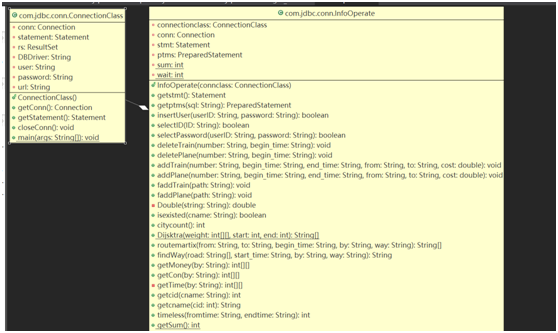 com.jdbc.conn.ConnectionClass
conn: Connection
statement: Statement
rs: ResultSet
DBDriver: String
user: String
password: String
url: String
ConnectionClass()
getConn(): Connection
getStatement(): Statement
closeConn(): void
main(args: String[]): void
com.jdbc.conn.InfoOperate
connectionclass: ConnectionClass
conn: Connection
stmt: Statement
ptms: PreparedStatement
sum: int
wait: int
InfoOperate(connclass: ConnectionClass)
getstmt(): Statement
getptms(sql: String): PreparedStatement
insertUser(userID: String, password: String): boolean
selectID(ID: String): boolean
selectPassword(userID: String, password: String): boolean
deleteTrain(number: String, begin_time: String): void
deletePlane(number: String, begin_time: String): void
addTrain(number: String, begin_time: String, end_time: String, from: String, to: String, cost: double): void
addPlane(number: String, begin_time: String, end_time: String, from: String, to: String, cost: double): void
faddTrain(path: String): void
faddPlane(path: String): void
Double(string: String): double
isexisted(cname: String): boolean
citycount(): int
Dijsktra(weight: int[][], start: int, end: int): String[]
routematrix(from: String, to: String, begin_time: String, by: String, way: String): String[]
findWay(road: String[], start_time: String, by: String, way: String): String
getMoney(by: String): int[][]
getCon(by: String): int[][]
getTime(by: String): int[][]
getcid(cname: String): int
getcname(cid: int): String
timeless(fromtime: String, endtime: String): int
getSum(): int